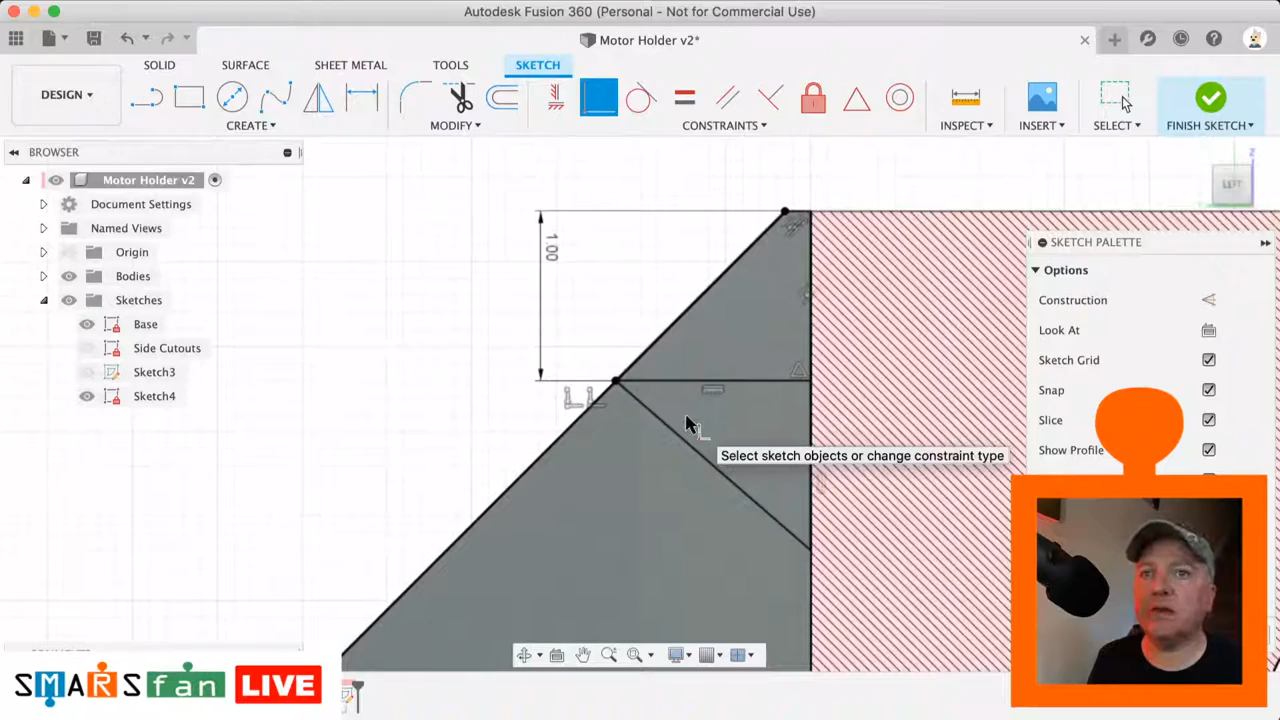 Autodesk Fusion 360 (Personal - Not for Commercial Use)
Motor Holder v2*
SOLID SURFACE SHEET METAL TOOLS SKETCH
DESIGN
CREATE MODIFY CONSTRAINTS INSPECT INSERT SELECT FINISH SKETCH
BROWSER
LEFT
Motor Holder v2
Document Settings
Named Views
Origin
Bodies
Sketches
Base
Side Cutouts
Sketch3
Sketch4
1.00
Select sketch objects or change constraint type
SKETCH PALETTE
Options
Construction
Look At
Sketch Grid
Snap
Slice
Show Profile
SMARSfan LIVE